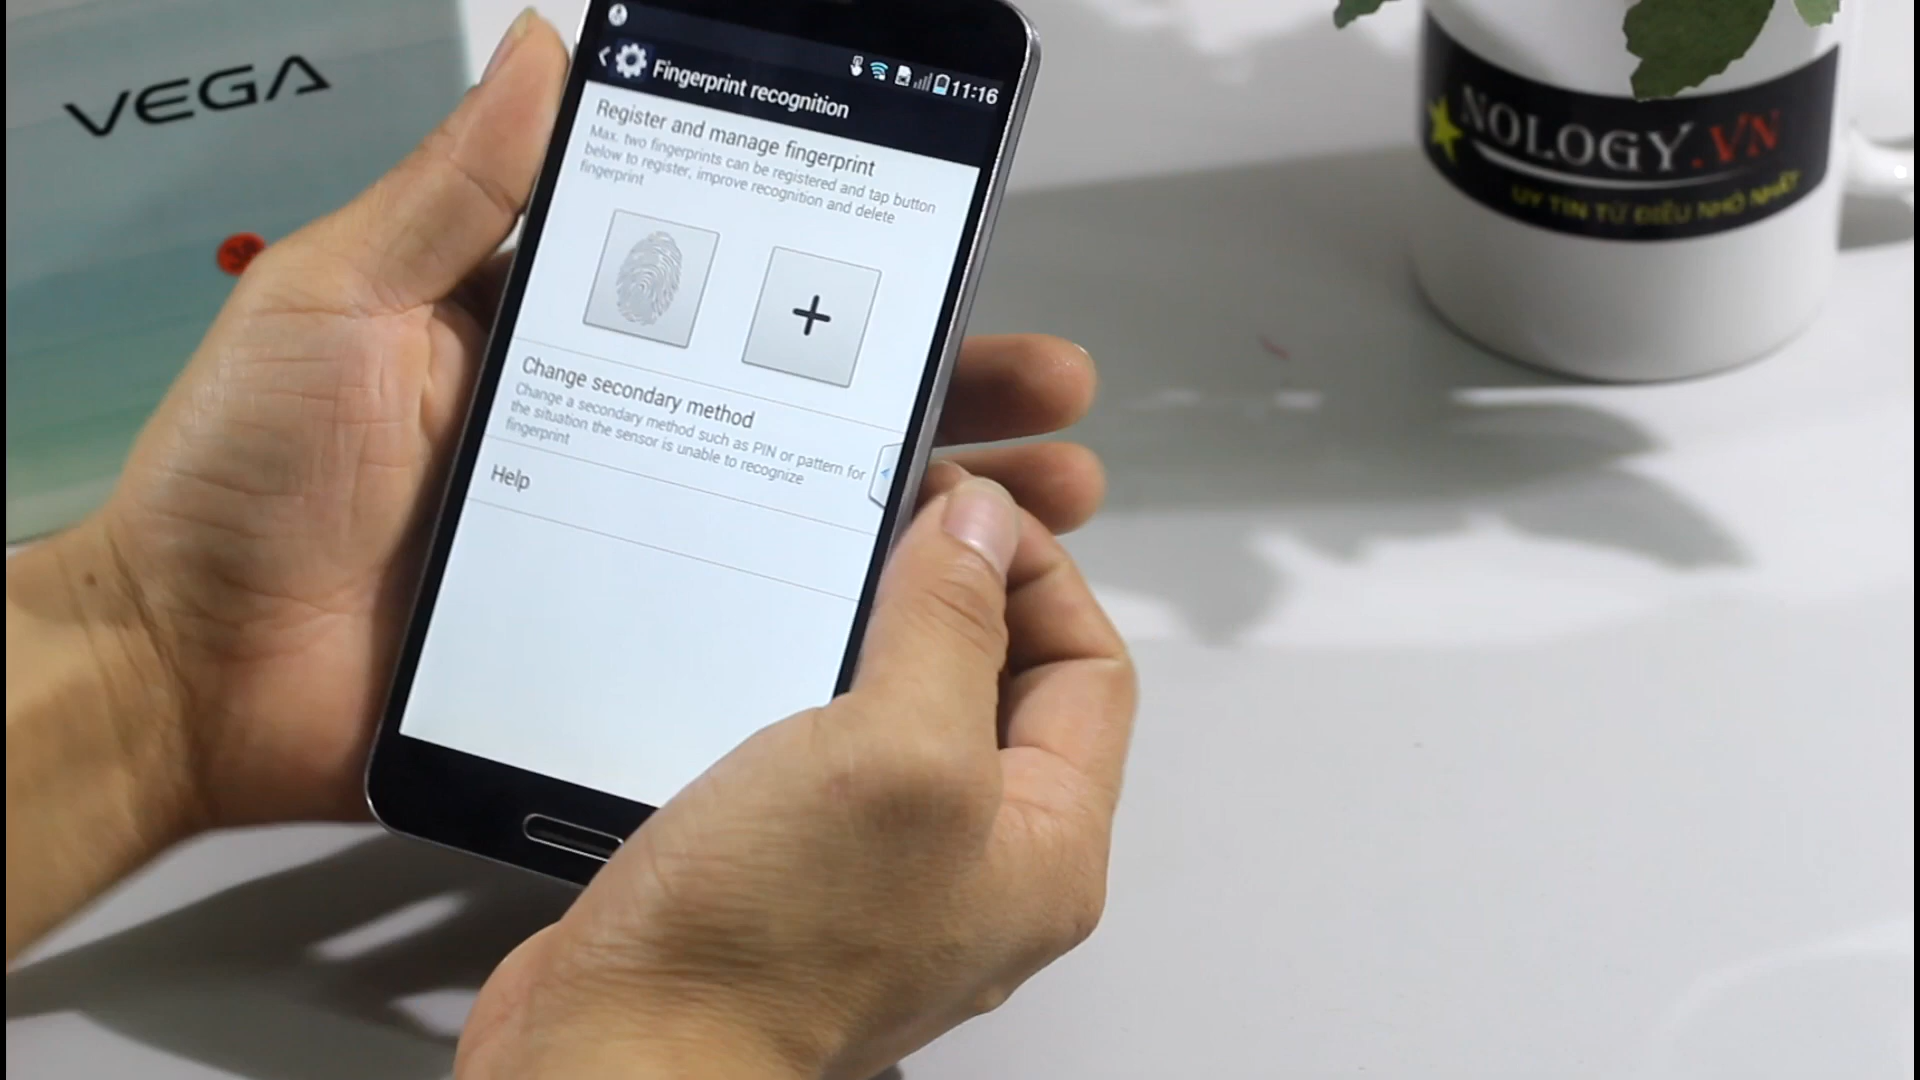 VEGA
11:16
Fingerprint recognition
Register and manage fingerprint
Max. two fingerprints can be registered and tap button
below to register, improve recognition and delete
fingerprint
+
Change secondary method
Change a secondary method such as PIN or pattern for
the situation the sensor is unable to recognize
fingerprint
Help
NOLOGY.VN
UY TÍN TỪ ĐIỀU NHỎ NHẤT